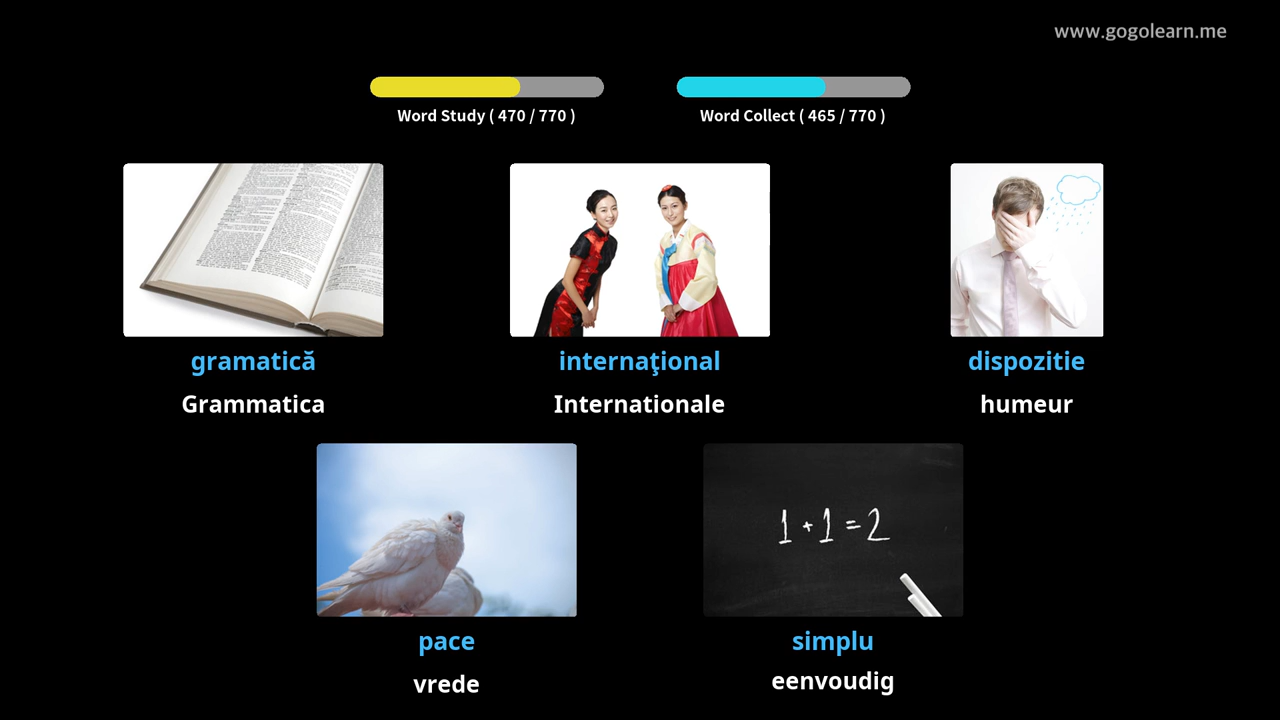 www.gogolearn.me
Word Study ( 470 / 770 )
Word Collect ( 465 / 770 )
gramatică
Grammatica
internaţional
Internationale
dispozitie
humeur
1 + 1 = 2
pace
vrede
simplu
eenvoudig